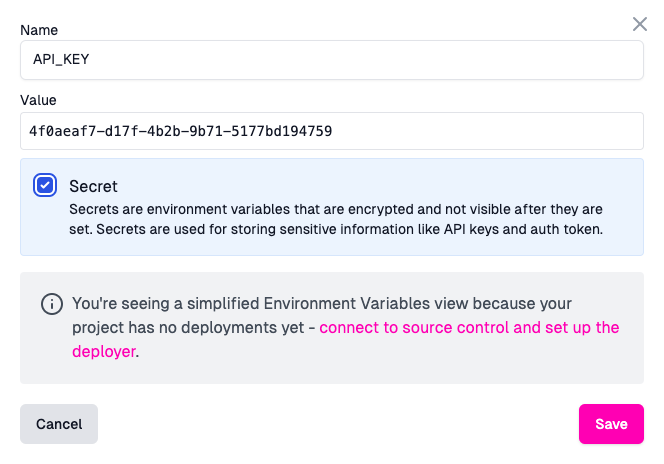 Name
API_KEY
Value
4f0aeaf7-d17f-4b2b-9b71-5177bd194759
Secret
Secrets are environment variables that are encrypted and not visible after they are
set. Secrets are used for storing sensitive information like API keys and auth token.
You're seeing a simplified Environment Variables view because your
project has no deployments yet - connect to source control and set up the
deployer.
Cancel
Save